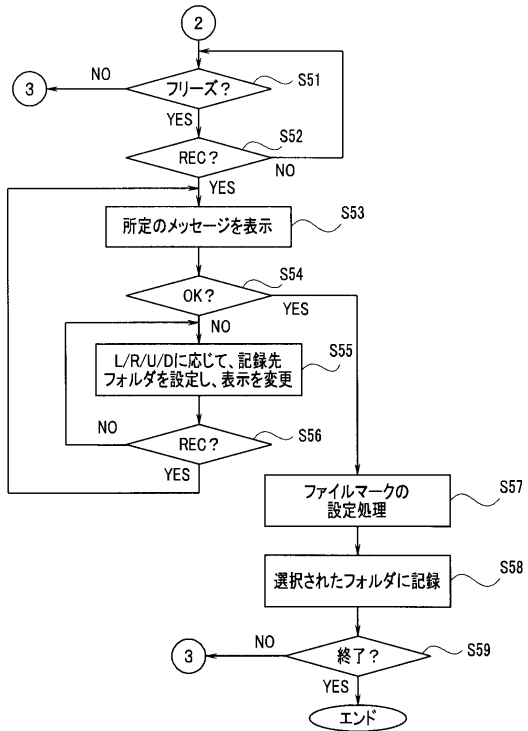 2
NO
3
フリーズ?
S51
YES
S52
REC?
NO
YES
所定のメッセージを表示
S53
S54
OK?
YES
NO
L/R/U/Dに応じて、記録先
フォルダを設定し、表示を変更
S55
NO
REC?
S56
YES
ファイルマークの
設定処理
S57
選択されたフォルダに記録
S58
NO
3
終了?
S59
YES
エンド